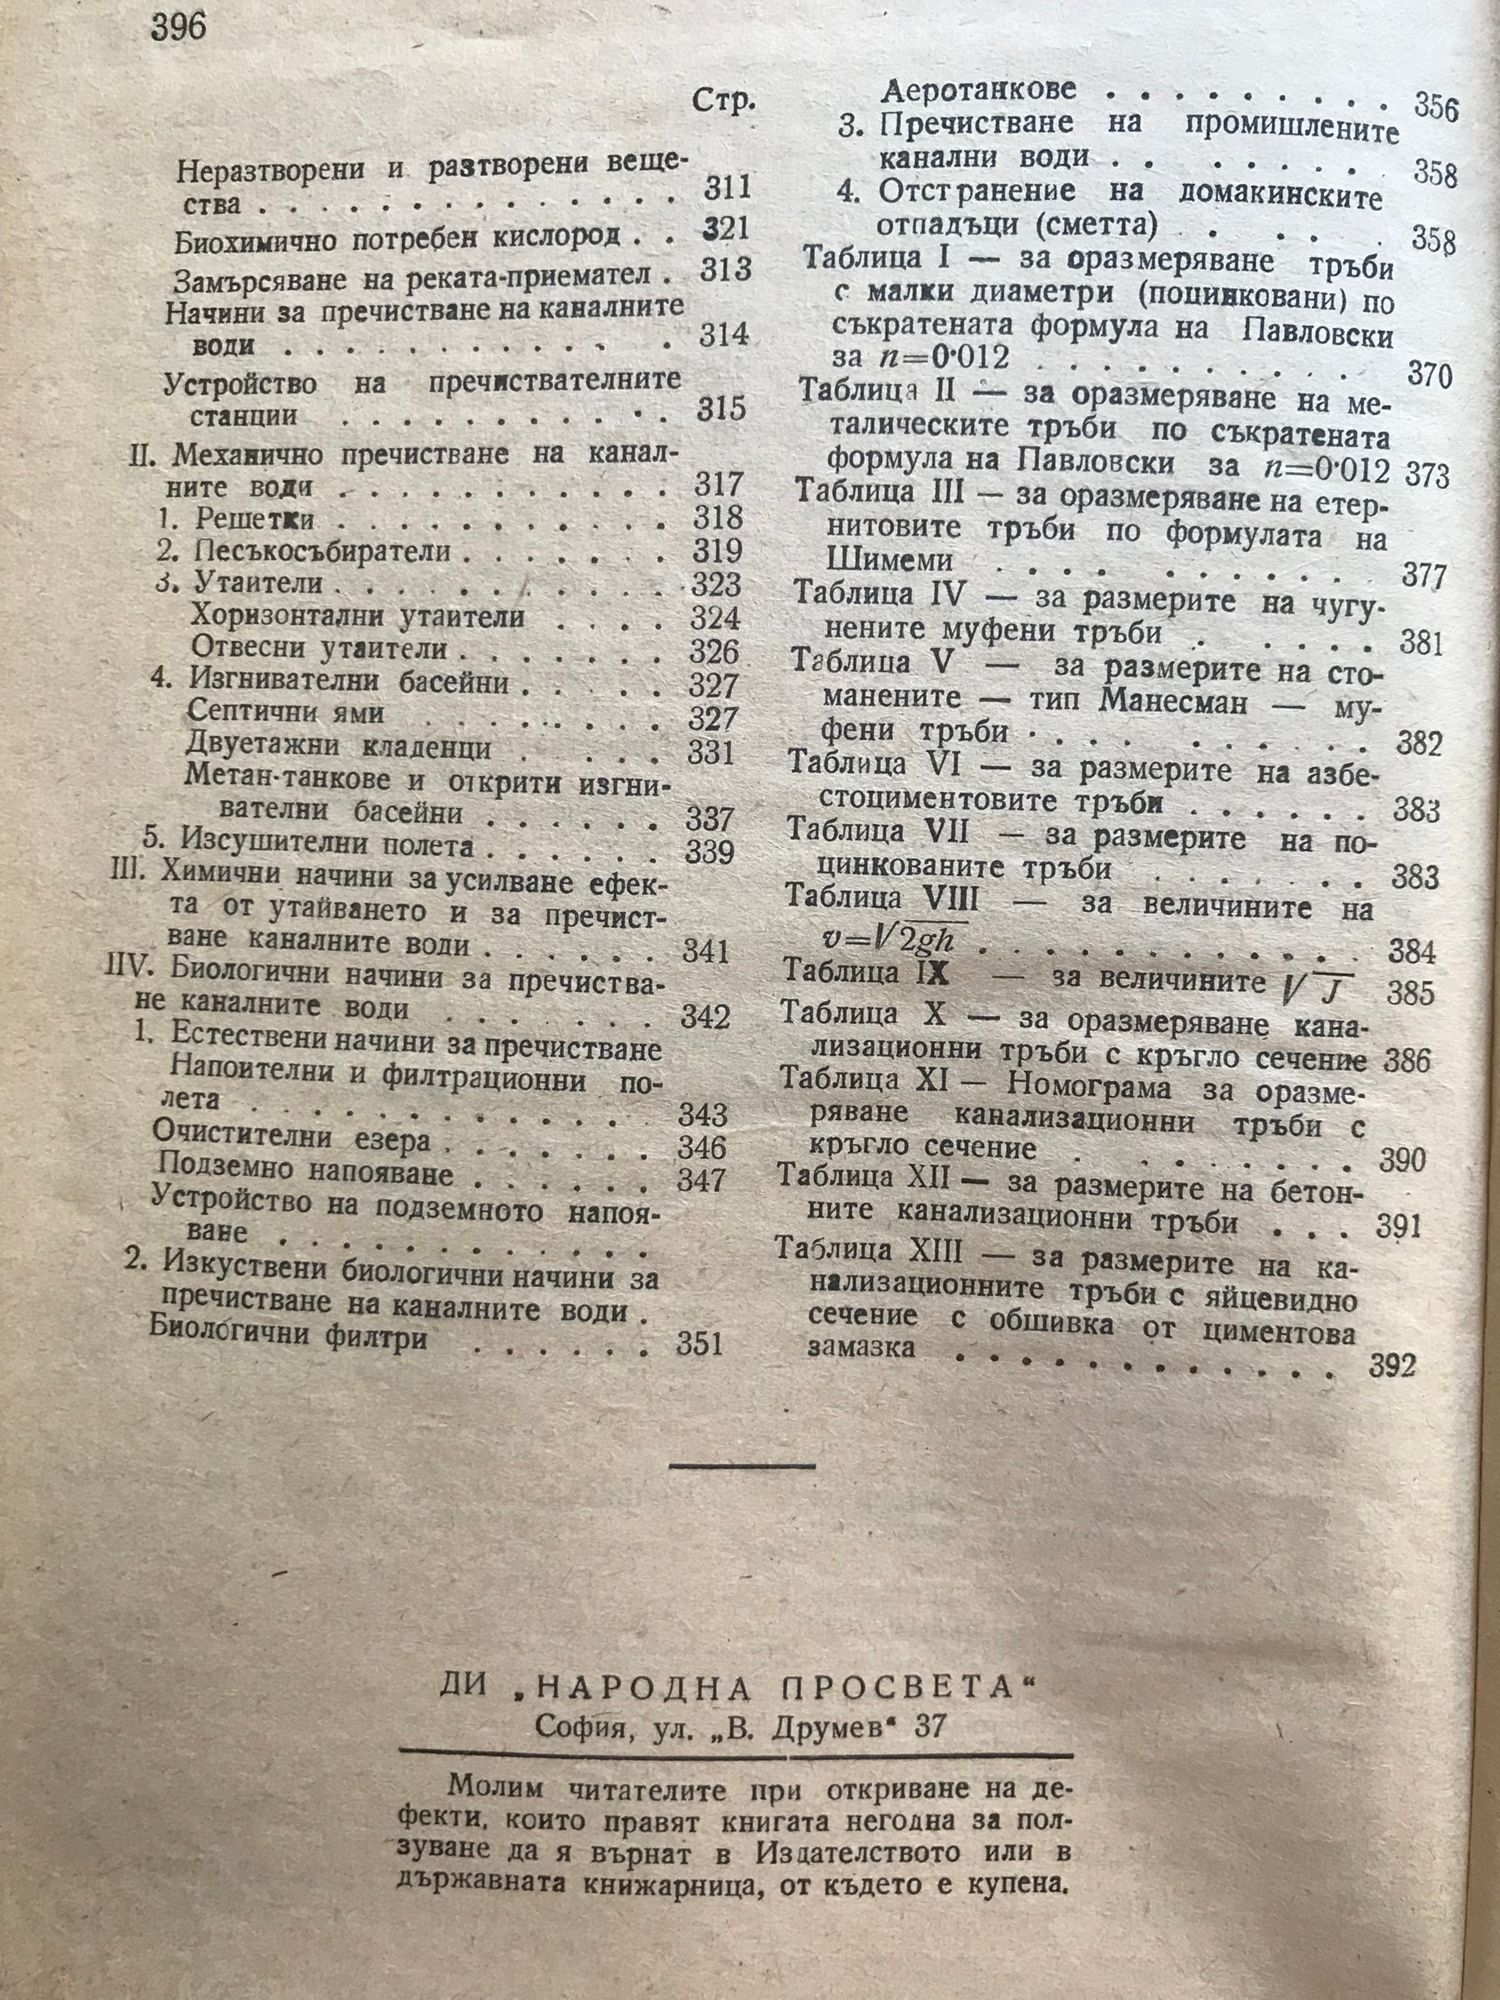 396
Стр.
Неразтворени и разтворени веще-
ства . . . . . . . . . . . . . . 311
Биохимично потребен кислород . . 321
Замърсяване на реката-приемател . 313
Начини за пречистване на каналните
води . . . . . . . . . . . . . 314
Устройство на пречиствателните
станции . . . . . . . . . . . 315
II. Механично пречистване на канал-
ните води . . . . . . . . . . . 317
1. Решетки . . . . . . . . . . . 318
2. Песъкосъбиратели . . . . . . . 319
3. Утаители . . . . . . . . . . . 323
Хоризонтални утаители . . . . 324
Отвесни утаители . . . . . . . 326
4. Изгнивателни басейни . . . . . 327
Септични ями . . . . . . . . 327
Двуетажни кладенци . . . . . 331
Метан-танкове и открити изгни-
вателни басейни . . . . . . 337
5. Изсушителни полета . . . . . . 339
III. Химични начини за усилване ефек-
та от утайването и за пречист-
ване каналните води . . . . . . 341
IIV. Биологични начини за пречиства-
не каналните води . . . . . . . 342
1. Естествени начини за пречистване
Напоителни и филтрационни по-
лета . . . . . . . . . . . . . 343
Очистителни езера . . . . . . . 346
Подземно напояване . . . . . . 347
Устройство на подземното напоя-
ване . . . . . . . . . . . . .
2. Изкуствени биологични начини за
пречистване на каналните води .
Биологични филтри . . . . . . 351
Аеротанкове . . . . . . . . . . 356
3. Пречистване на промишлените
канални води . . . . . . . . 358
4. Отстранение на домакинските
отпадъци (сметта) . . . . . . 358
Таблица I — за оразмеряване тръби
с малки диаметри (поцинковани) по
съкратената формула на Павловски
за n=0·012 . . . . . . . . . . . 370
Таблица II — за оразмеряване на ме-
талическите тръби по съкратената
формула на Павловски за n=0·012 373
Таблица III — за оразмеряване на етер-
нитовите тръби по формулата на
Шимеми . . . . . . . . . . . 377
Таблица IV — за размерите на чугу-
нените муфени тръби . . . . . . 381
Таблица V — за размерите на сто-
манените — тип Манесман — му-
фени тръби . . . . . . . . . . 382
Таблица VI — за размерите на азбе-
стоциментовите тръби . . . . . . 383
Таблица VII — за размерите на по-
цинкованите тръби . . . . . . . 383
Таблица VIII — за величините на
v=√2gh . . . . . . . . . . . . . 384
Таблица IX — за величините √J 385
Таблица X — за оразмеряване кана-
лизационни тръби с кръгло сечение 386
Таблица XI — Номограма за оразме-
ряване канализационни тръби с
кръгло сечение . . . . . . . . 390
Таблица XII — за размерите на бетон-
ните канализационни тръби . . . 391
Таблица XIII — за размерите на ка-
нализационните тръби с яйцевидно
сечение с обшивка от циментова
замазка . . . . . . . . . . . . . 392
ДИ „НАРОДНА ПРОСВЕТА“
София, ул. „В. Друмев“ 37
Молим читателите при откриване на де-
фекти, които правят книгата негодна за пол-
зуване да я върнат в Издателството или в
държавната книжарница, от където е купена.